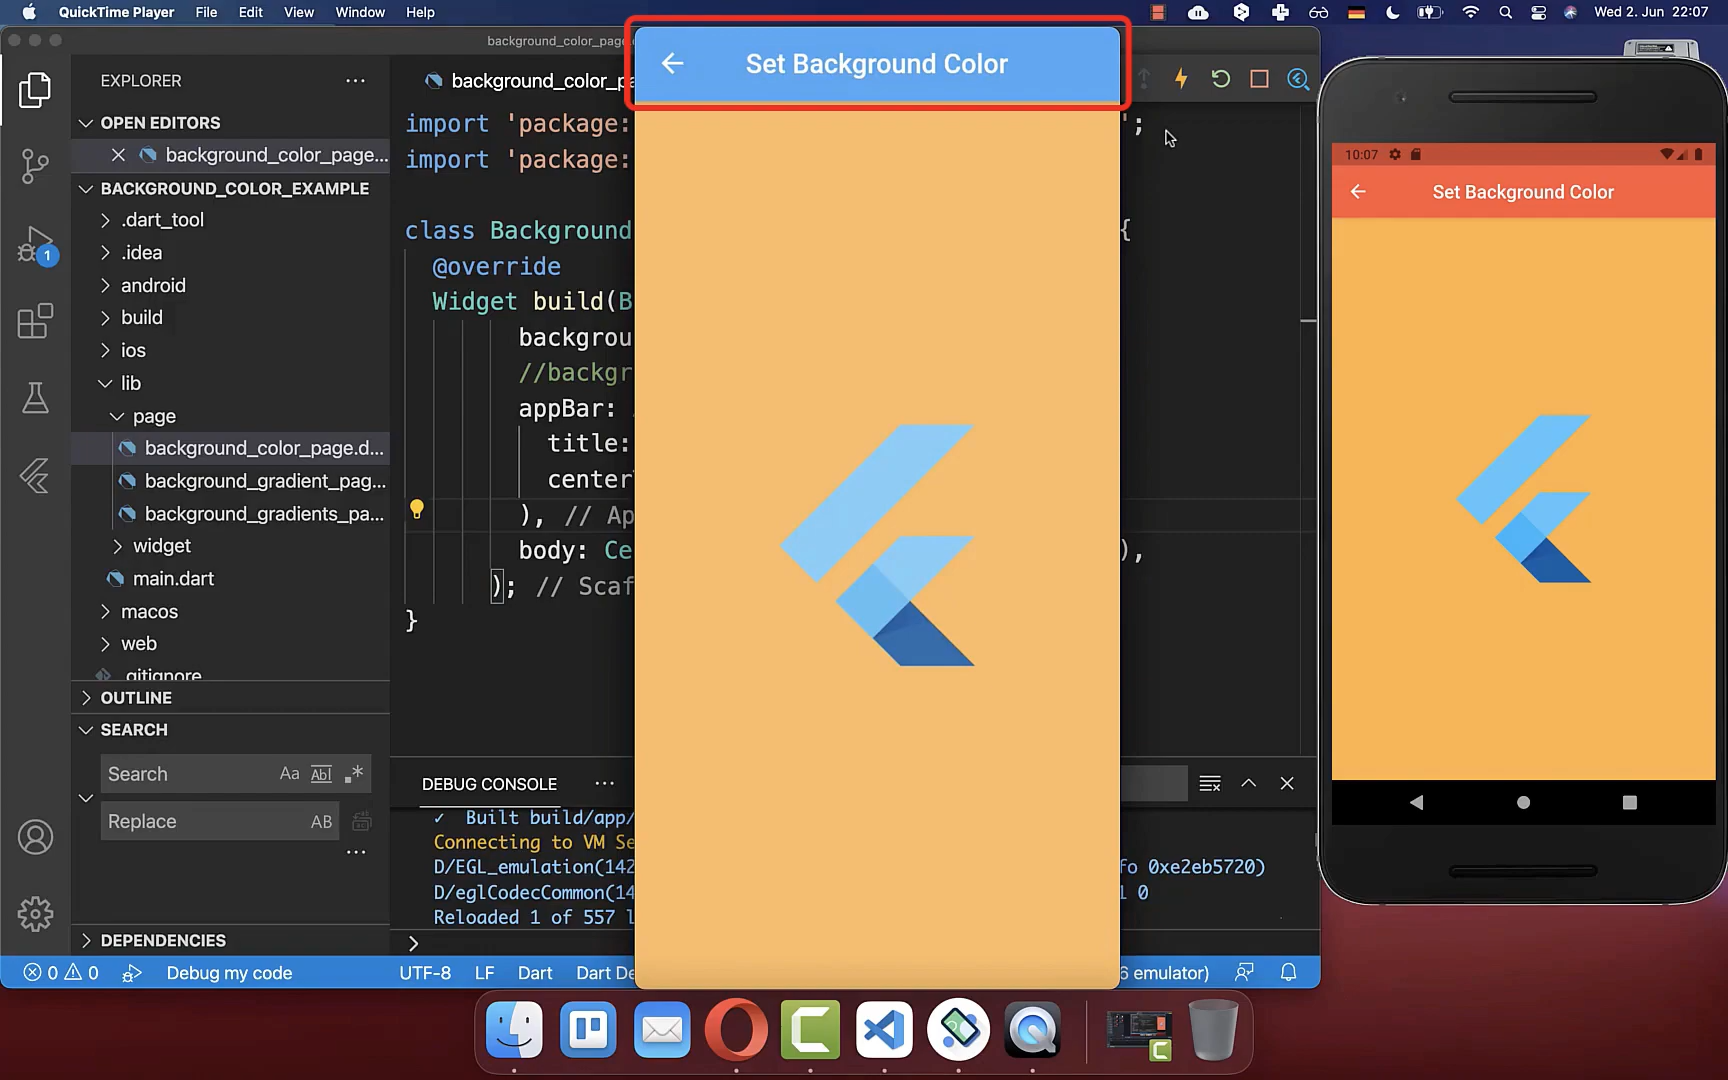 QuickTime Player File Edit View Window Help
Wed 2. Jun 22:07
background_color_page.
EXPLORER
OPEN EDITORS
background_color_page...
BACKGROUND_COLOR_EXAMPLE
.dart_tool
.idea
android
build
ios
lib
page
background_color_page.d...
background_gradient_pag...
background_gradients_pa...
widget
main.dart
macos
web
.gitignore
OUTLINE
SEARCH
Search Aa Abl .*
Replace AB
DEPENDENCIES
1
background_color_pa
import 'package: ';
import 'package:
class Background {
@override
Widget build(B
backgrou
//backgr
appBar:
title:
center
), // Ap
body: Ce ),
); // Scaf
}
DEBUG CONSOLE
✓ Built build/app/
Connecting to VM Se
D/EGL_emulation(142 fo 0xe2eb5720)
D/eglCodecCommon(14 l 0
Reloaded 1 of 557 l
0 0 Debug my code UTF-8 LF Dart Dart De 6 emulator)
Set Background Color
10:07
Set Background Color